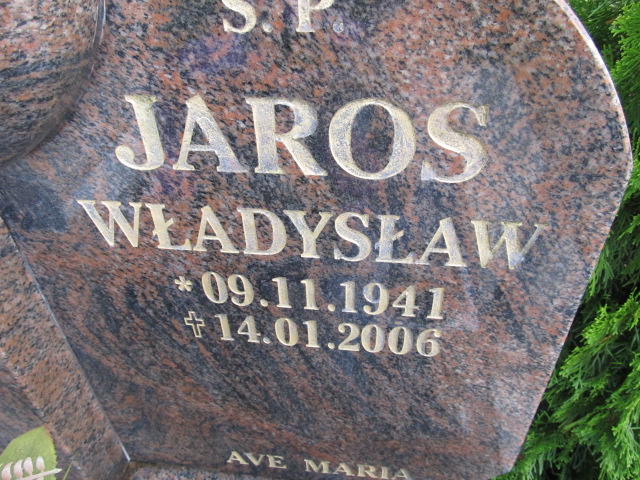 S. P.
JAROS
WŁADYSŁAW
* 09.11.1941
✝ 14.01.2006
AVE MARIA